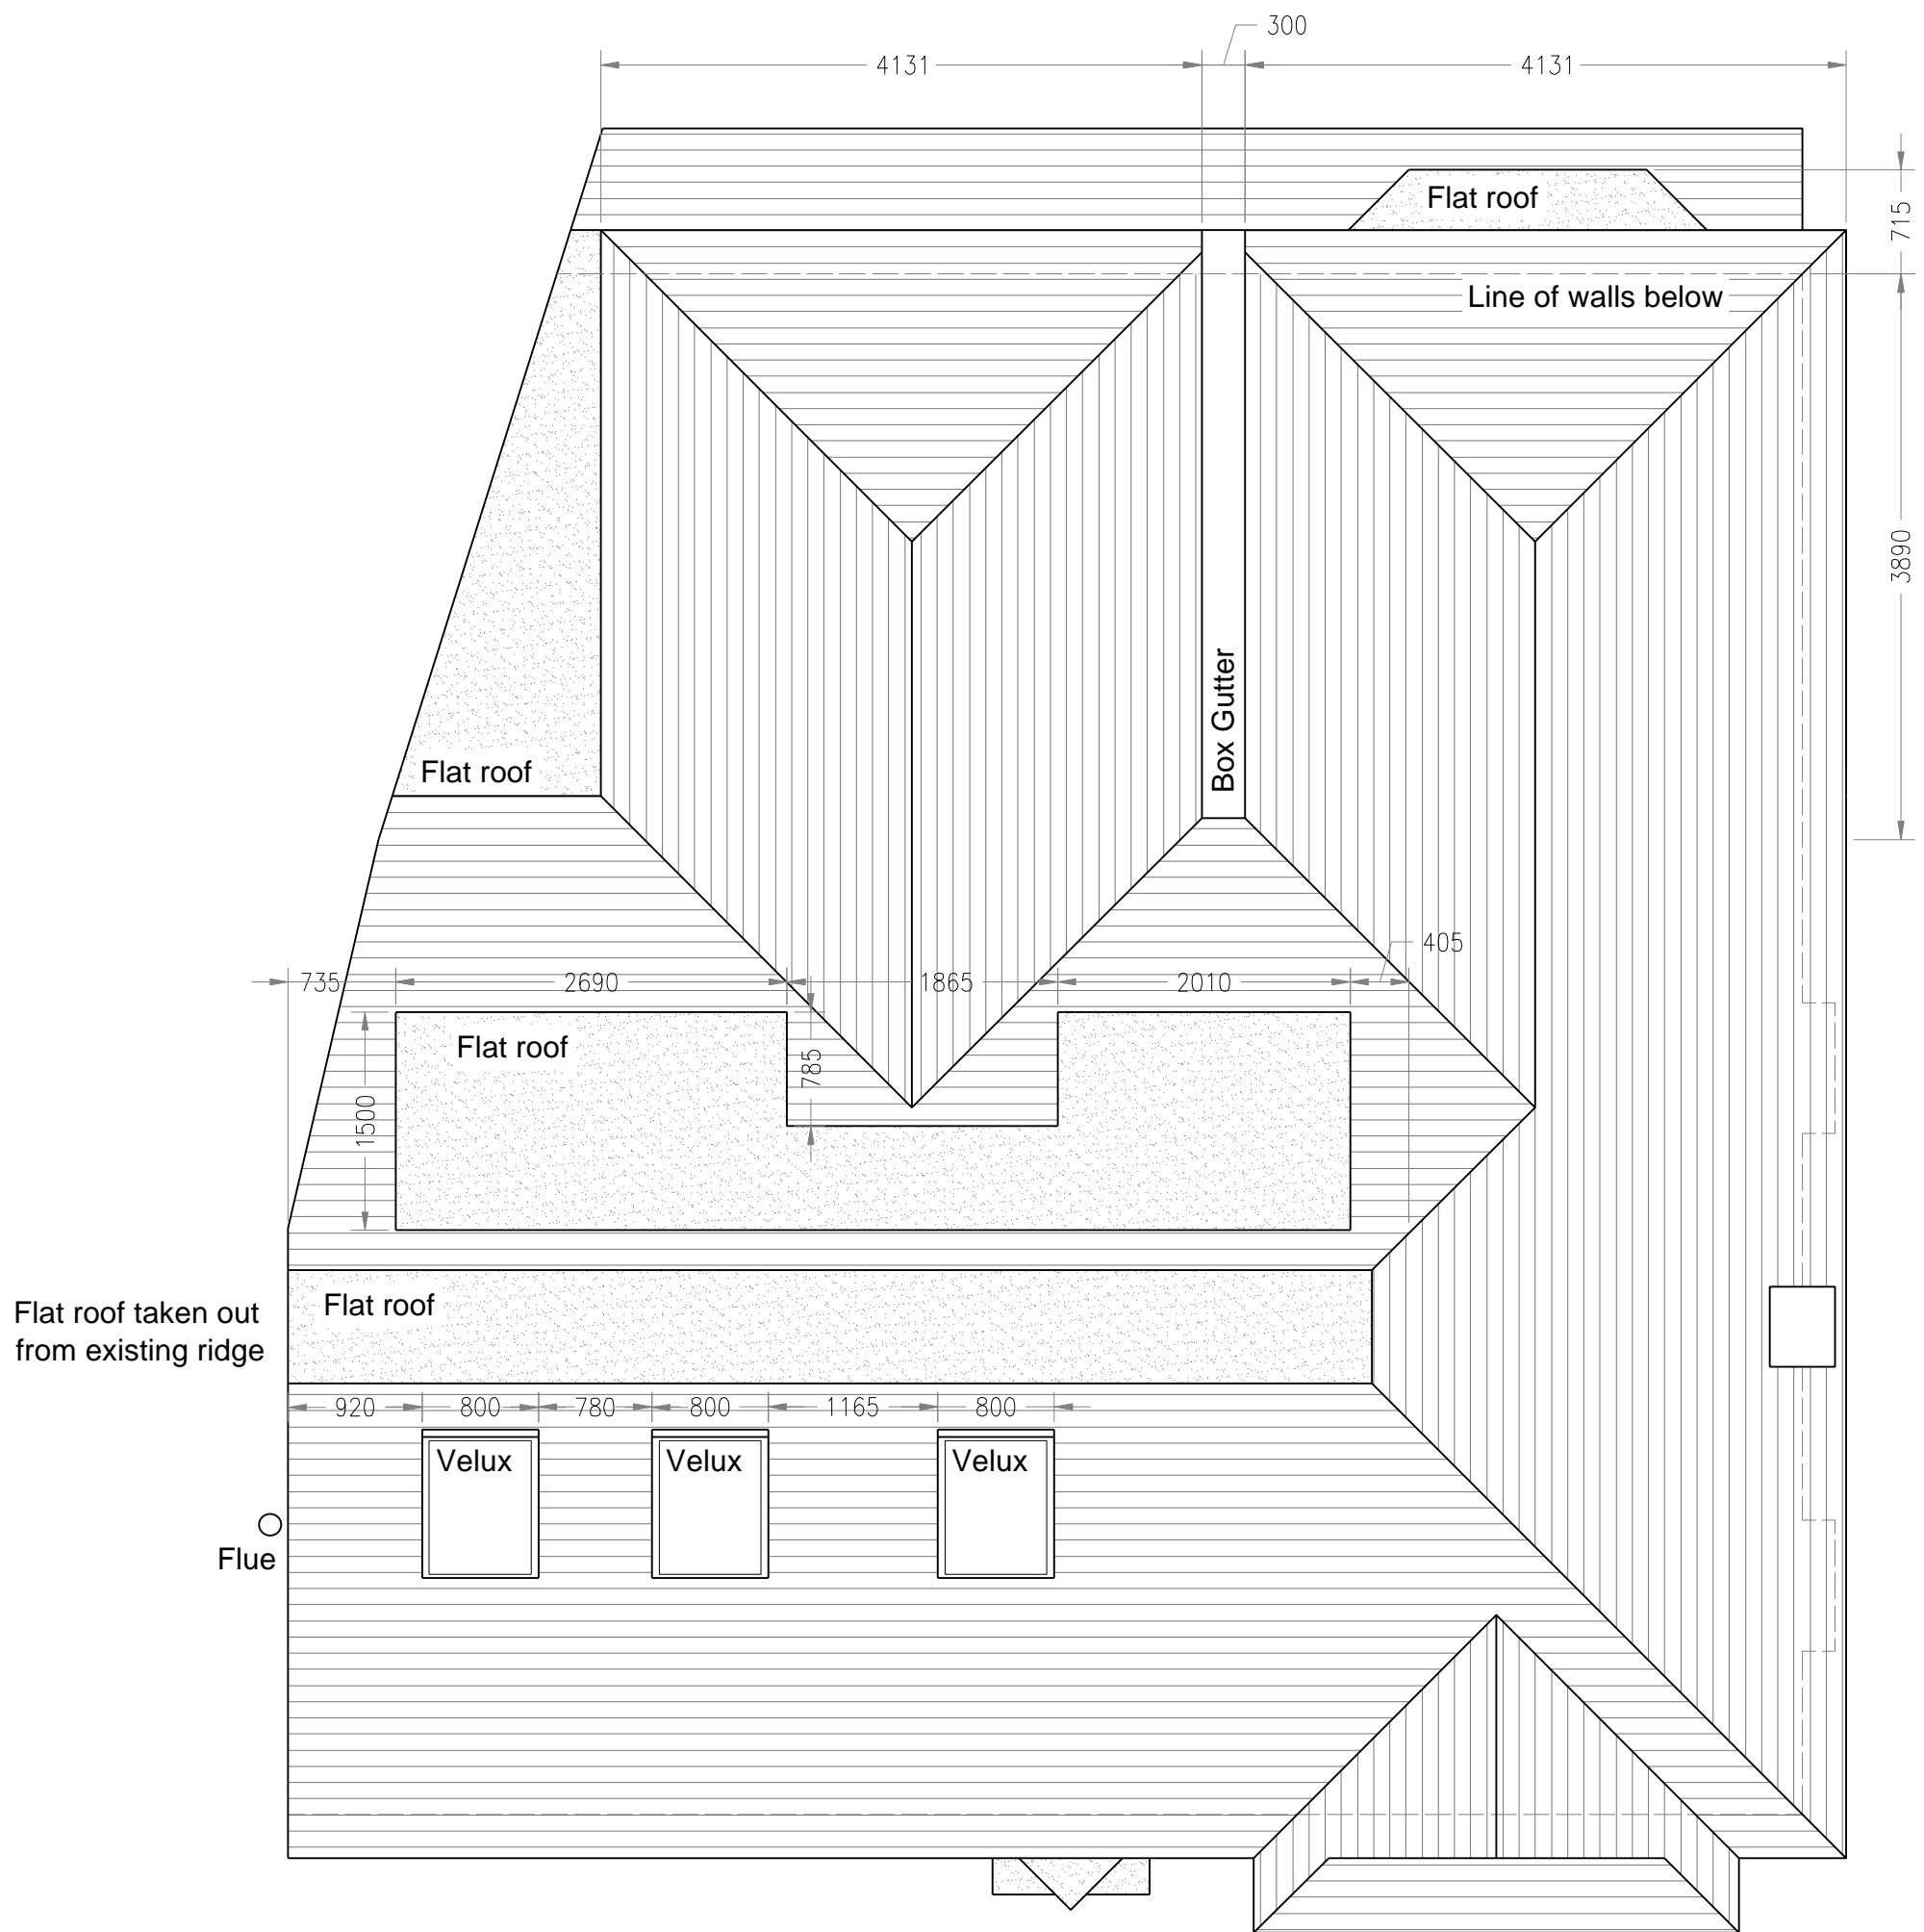 300
4131
4131
Flat roof
715
Line of walls below
3890
Box Gutter
Flat roof
405
735
2690
1865
2010
Flat roof
785
1500
Flat roof taken out
from existing ridge
Flat roof
920
800
780
800
1165
800
Velux
Velux
Velux
Flue